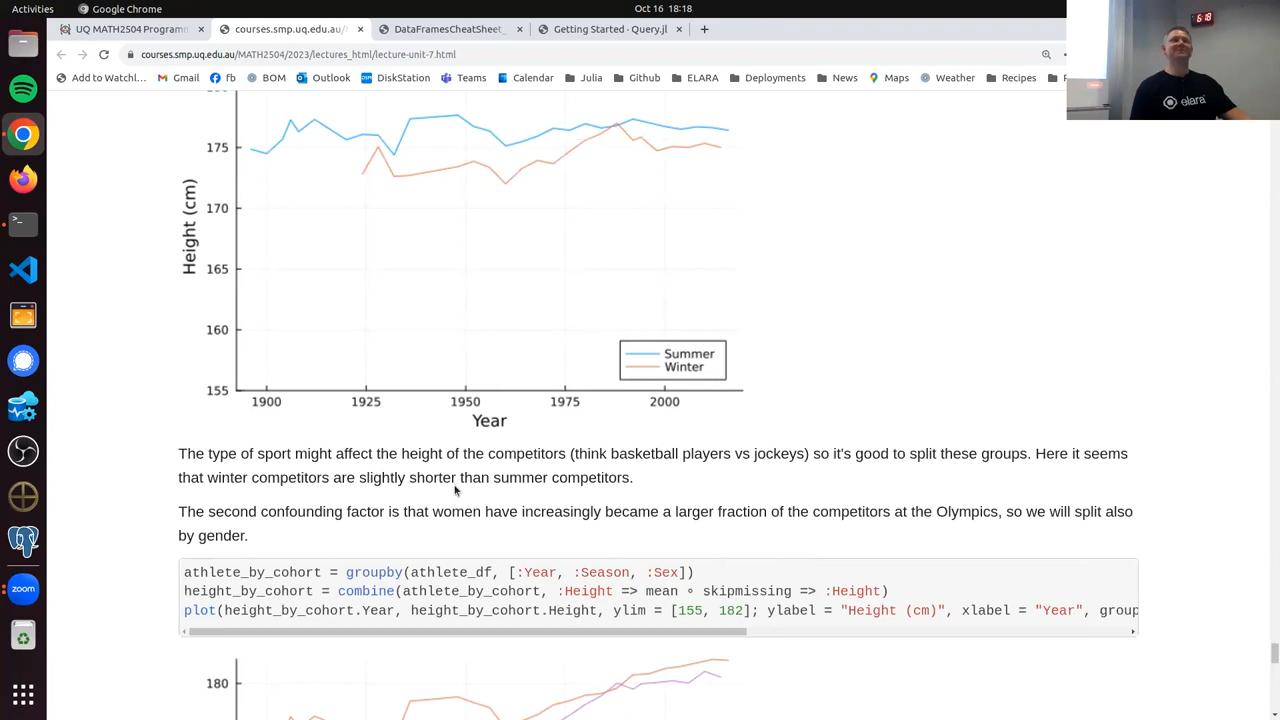 Activities
Google Chrome
Oct 16 18:18
UQ MATH2504 Programm
courses.smp.uq.edu.au/
DataFramesCheatSheet_
Getting Started · Query.jl
courses.smp.uq.edu.au/MATH2504/2023/lectures_html/lecture-unit-7.html
Add to Watchl... Gmail fb BOM Outlook DiskStation Teams Calendar Julia Github ELARA Deployments News Maps Weather Recipes
6:18
elara
175
170
165
160
155
Height (cm)
Summer
Winter
1900 1925 1950 1975 2000
Year
The type of sport might affect the height of the competitors (think basketball players vs jockeys) so it's good to split these groups. Here it seems
that winter competitors are slightly shorter than summer competitors.
The second confounding factor is that women have increasingly became a larger fraction of the competitors at the Olympics, so we will split also
by gender.
athlete_by_cohort = groupby(athlete_df, [:Year, :Season, :Sex])
height_by_cohort = combine(athlete_by_cohort, :Height => mean ∘ skipmissing => :Height)
plot(height_by_cohort.Year, height_by_cohort.Height, ylim = [155, 182]; ylabel = "Height (cm)", xlabel = "Year", group
180
zoom